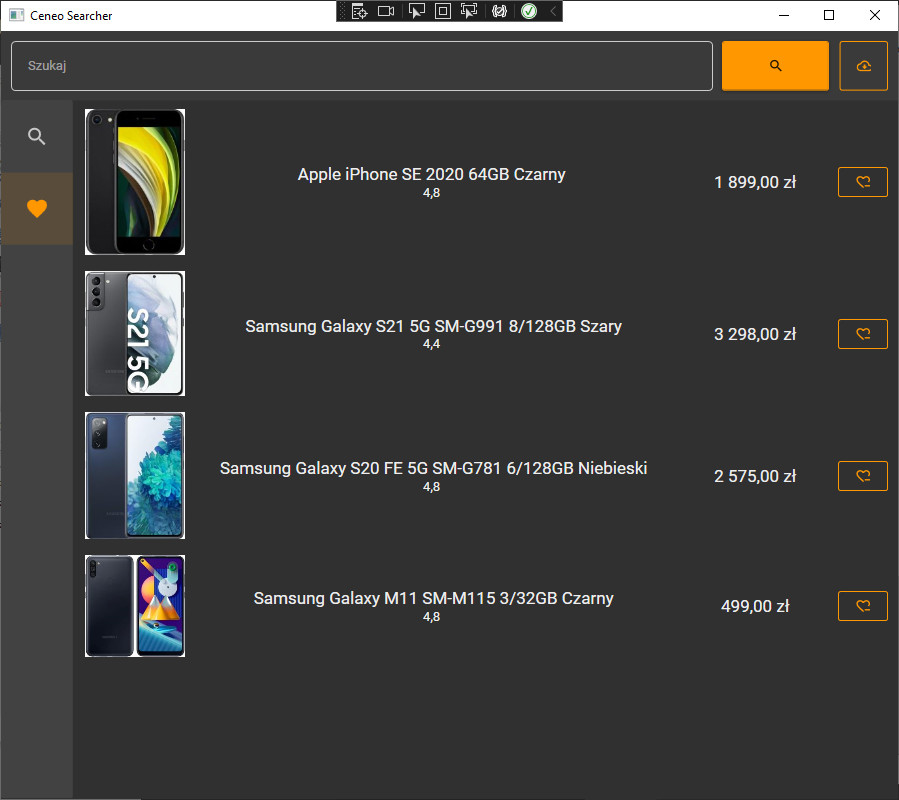 Ceneo Searcher
Szukaj
Apple iPhone SE 2020 64GB Czarny
4,8
1 899,00 zł
S21 5G
Samsung Galaxy S21 5G SM-G991 8/128GB Szary
4,4
3 298,00 zł
Samsung Galaxy S20 FE 5G SM-G781 6/128GB Niebieski
4,8
2 575,00 zł
Samsung Galaxy M11 SM-M115 3/32GB Czarny
4,8
499,00 zł